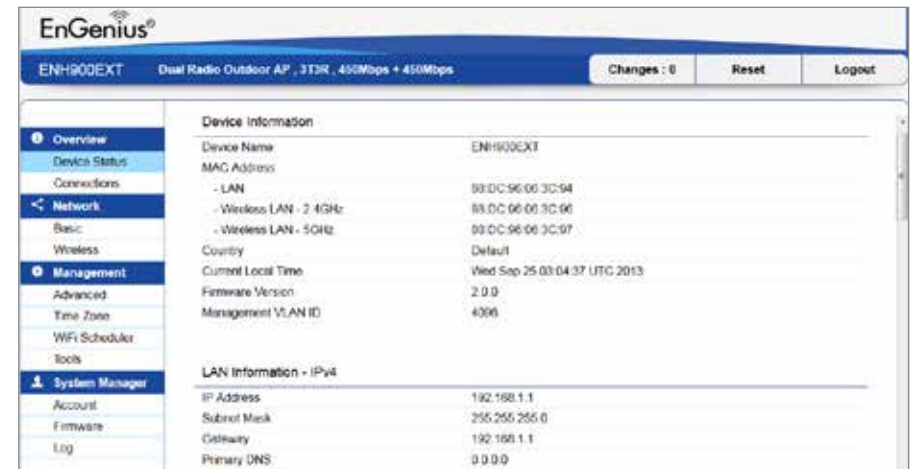 EnGenius®
ENH900EXT Dual Radio Outdoor AP , 3T3R , 450Mbps + 450Mbps Changes : 0 Reset Logout
Overview
Device Status
Connections
Network
Basic
Wireless
Management
Advanced
Time Zone
WiFi Scheduler
Tools
System Manager
Account
Firmware
Log
Device Information
Device Name ENH900EXT
MAC Address
- LAN 88:DC:96:06:3C:94
- Wireless LAN - 2.4GHz 88:DC:96:06:3C:96
- Wireless LAN - 5GHz 88:DC:96:06:3C:97
Country Default
Current Local Time Wed Sep 25 03:04:37 UTC 2013
Firmware Version 2.0.0
Management VLAN ID 4096
LAN Information - IPv4
IP Address 192.168.1.1
Subnet Mask 255.255.255.0
Gateway 192.168.1.1
Primary DNS 0.0.0.0